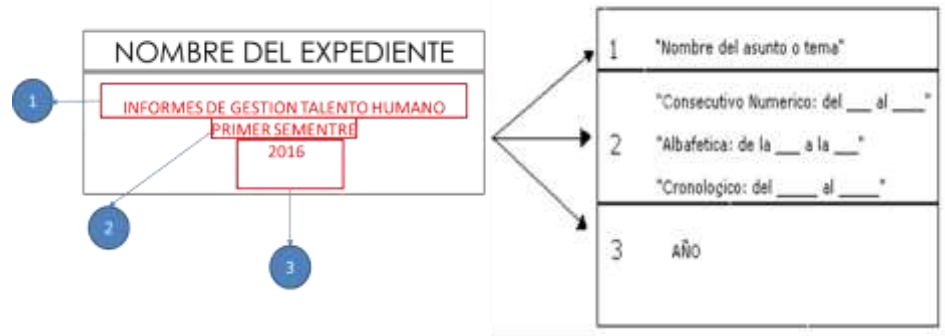 NOMBRE DEL EXPEDIENTE
1
INFORMES DE GESTION TALENTO HUMANO
PRIMER SEMENTRE
2016
2
3
1 "Nombre del asunto o tema"
"Consecutivo Numerico: del ___ al ____"
2 "Albafetica: de la ___ a la ___"
"Cronologico: del _____ al _____"
3 AÑO